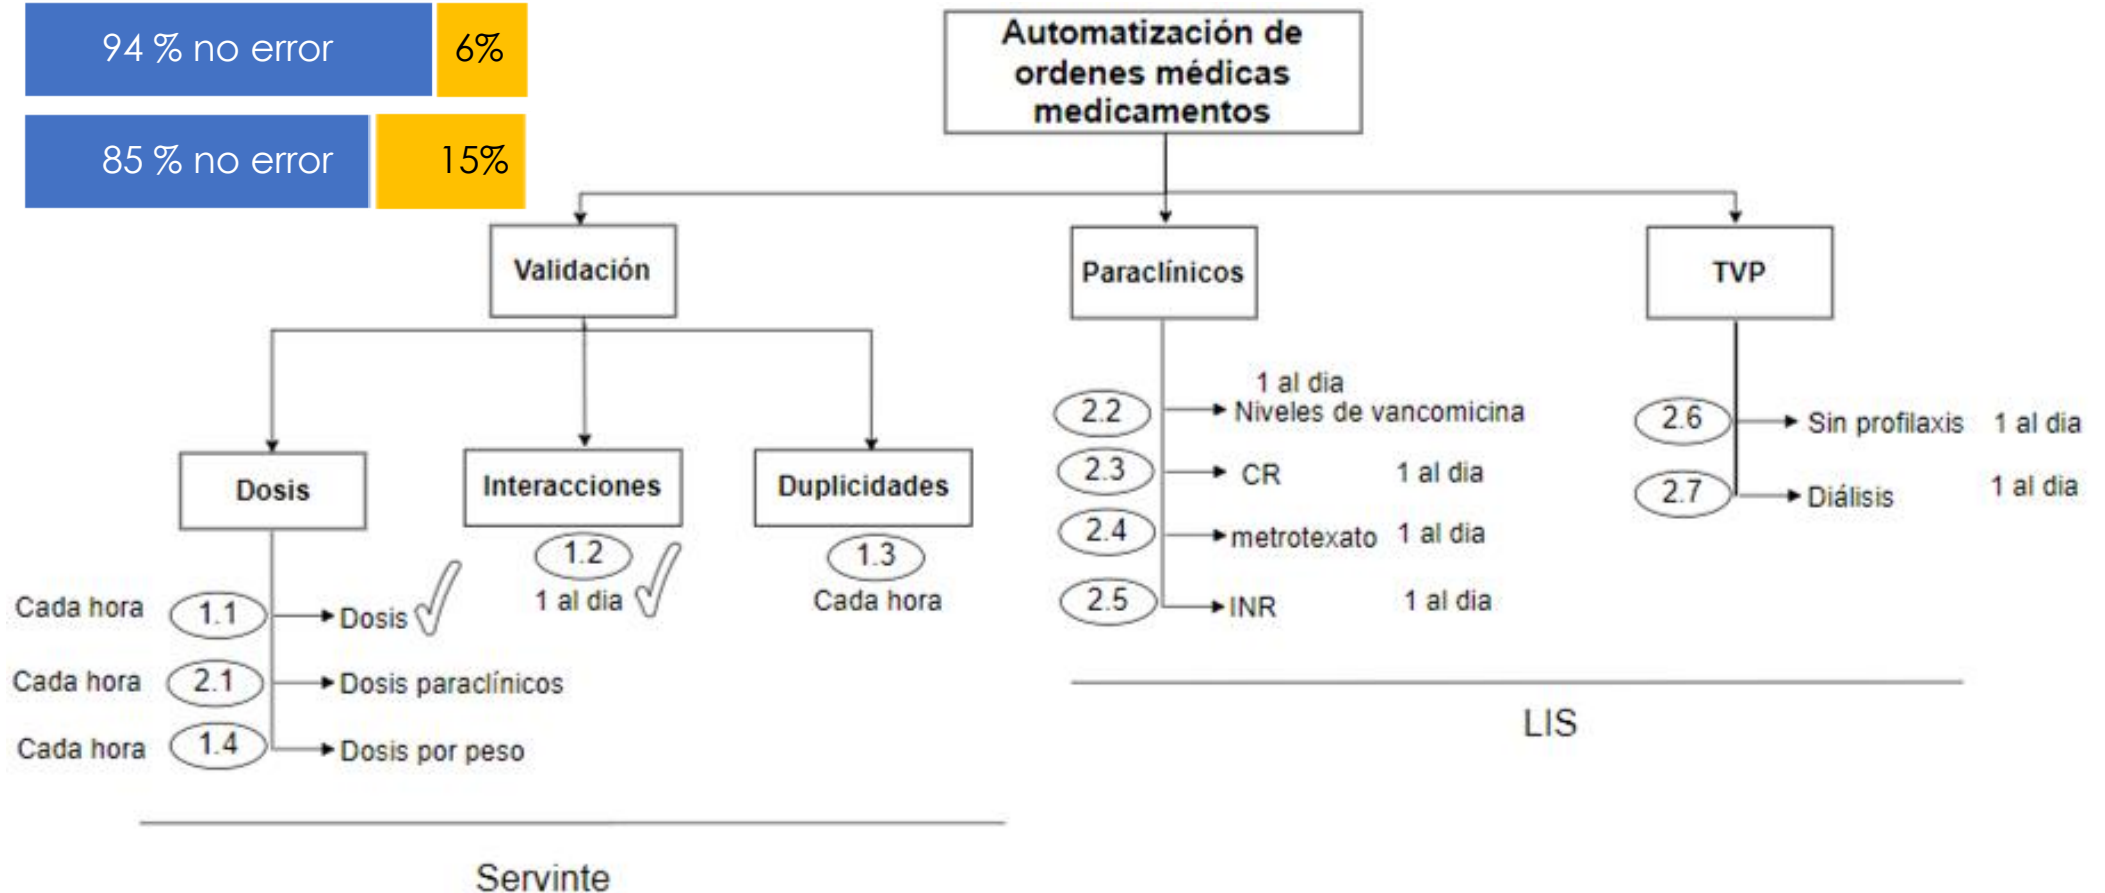 94 % no error 6%
85 % no error 15%
Automatización de
ordenes médicas
medicamentos
Validación
Paraclínicos
TVP
Dosis
Interacciones
Duplicidades
1.2
1 al dia
1.3
Cada hora
Cada hora 1.1 Dosis
Cada hora 2.1 Dosis paraclínicos
Cada hora 1.4 Dosis por peso
Servinte
1 al dia
2.2 Niveles de vancomicina
2.3 CR 1 al dia
2.4 metrotexato 1 al dia
2.5 INR 1 al dia
2.6 Sin profilaxis 1 al dia
2.7 Diálisis 1 al dia
LIS